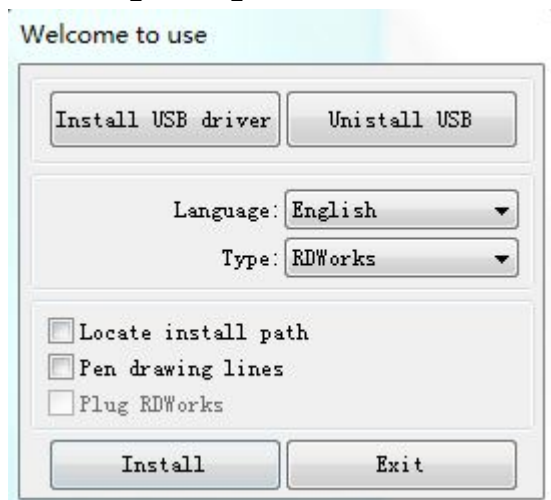 Welcome to use
Install USB driver Unistall USB
Language: English
Type: RDWorks
Locate install path
Pen drawing lines
Plug RDWorks
Install Exit